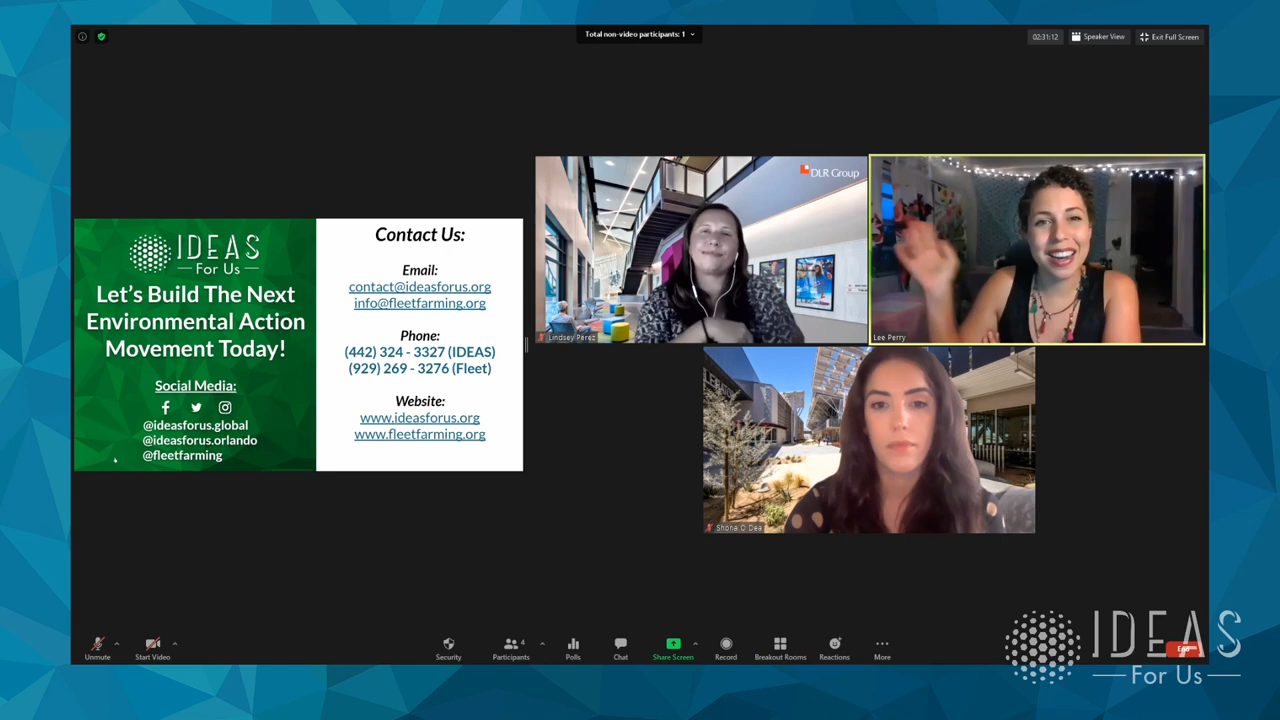 Total non-video participants: 1
02:31:12
Speaker View
Exit Full Screen
IDEAS
For Us
Let's Build The Next
Environmental Action
Movement Today!
Social Media:
@ideasforus.global
@ideasforus.orlando
@fleetfarming
Contact Us:
Email:
contact@ideasforus.org
info@fleetfarming.org
Phone:
(442) 324 - 3327 (IDEAS)
(929) 269 - 3276 (Fleet)
Website:
www.ideasforus.org
www.fleetfarming.org
DLR Group
Lindsey Perez
Lee Perry
Shona O Dea
Unmute
Start Video
Security
Participants
4
Polls
Chat
Share Screen
Record
Breakout Rooms
Reactions
More
End
IDEAS
For Us